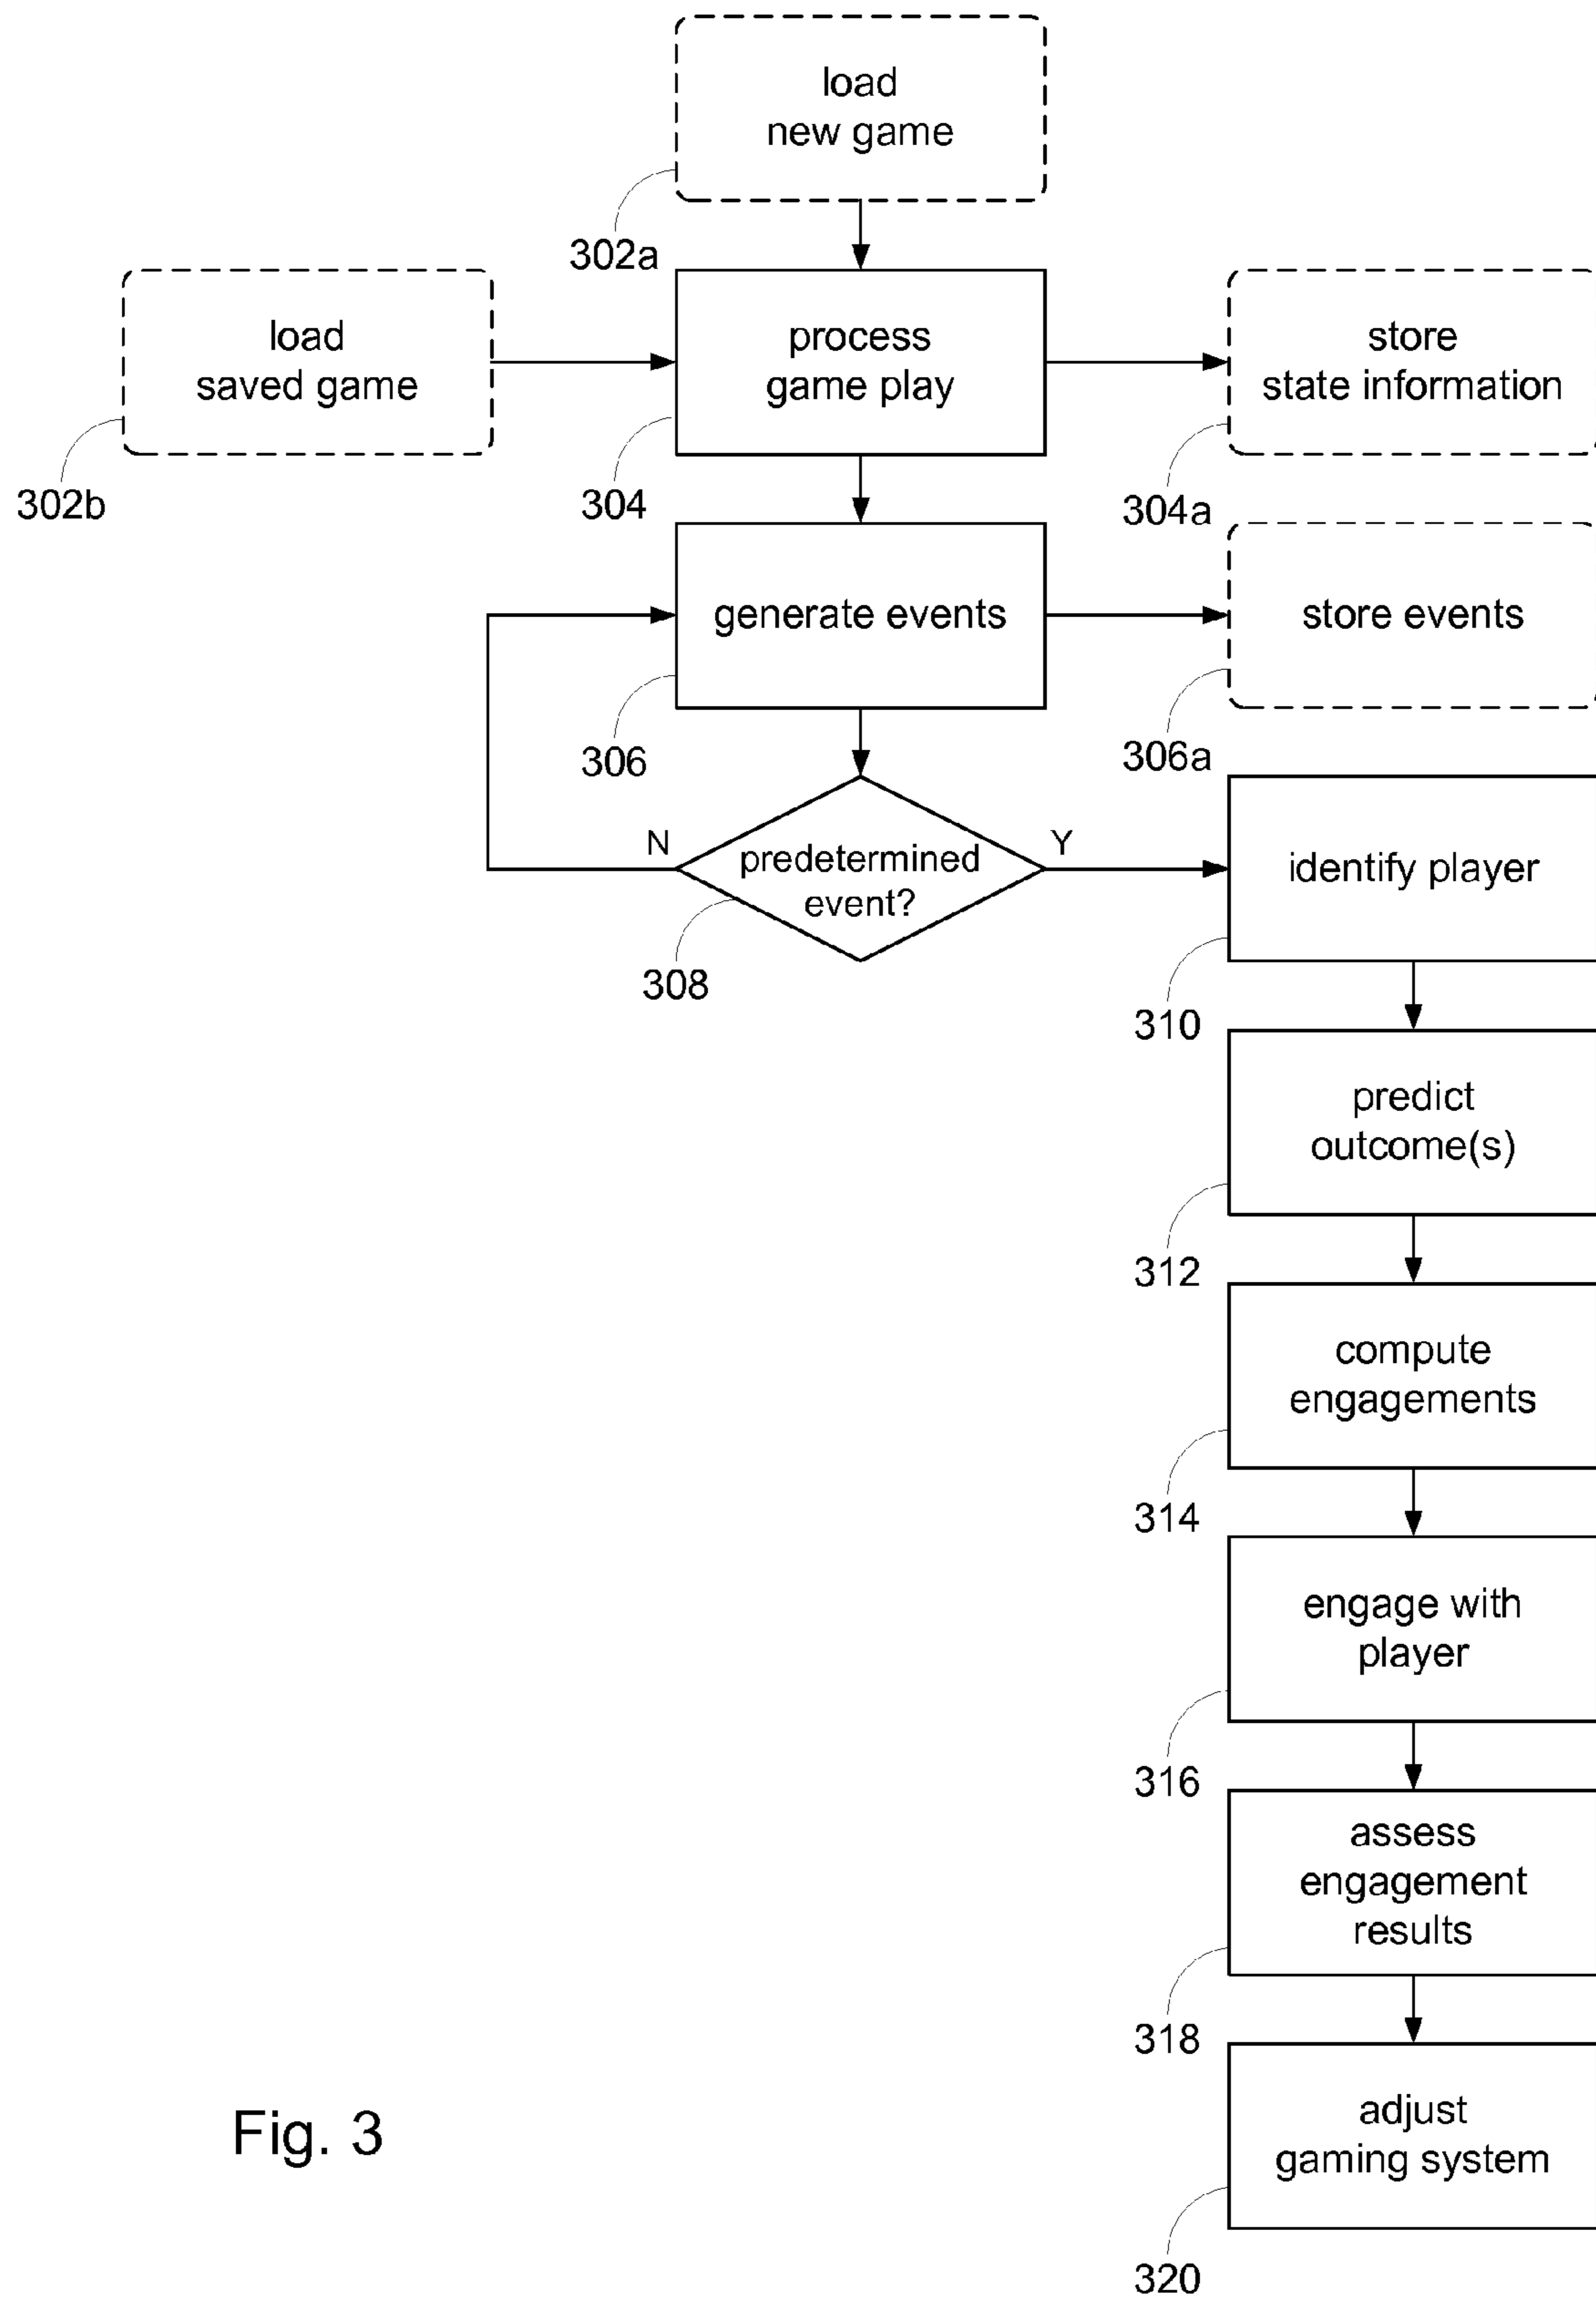 load
new game
302a
load
saved game
302b
process
game play
304
store
state information
304a
generate events
306
store events
306a
N
predetermined
event?
Y
308
identify player
310
predict
outcome(s)
312
compute
engagements
314
engage with
player
316
assess
engagement
results
318
adjust
gaming system
320
Fig. 3